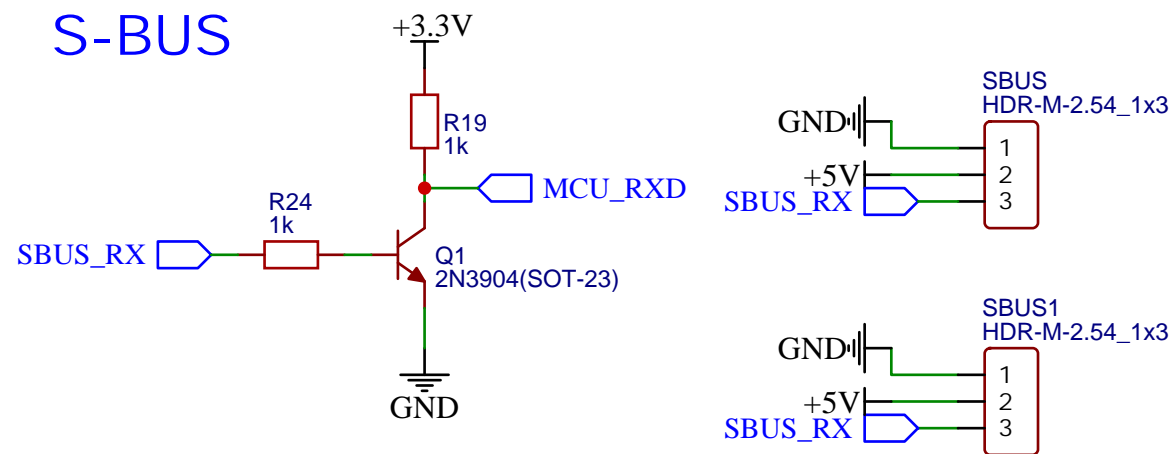 S-BUS
+3.3V
R19
1k
MCU_RXD
R24
1k
SBUS_RX
Q1
2N3904(SOT-23)
GND
SBUS
HDR-M-2.54_1x3
GND
1
+5V
2
SBUS_RX
3
SBUS1
HDR-M-2.54_1x3
GND
1
+5V
2
SBUS_RX
3